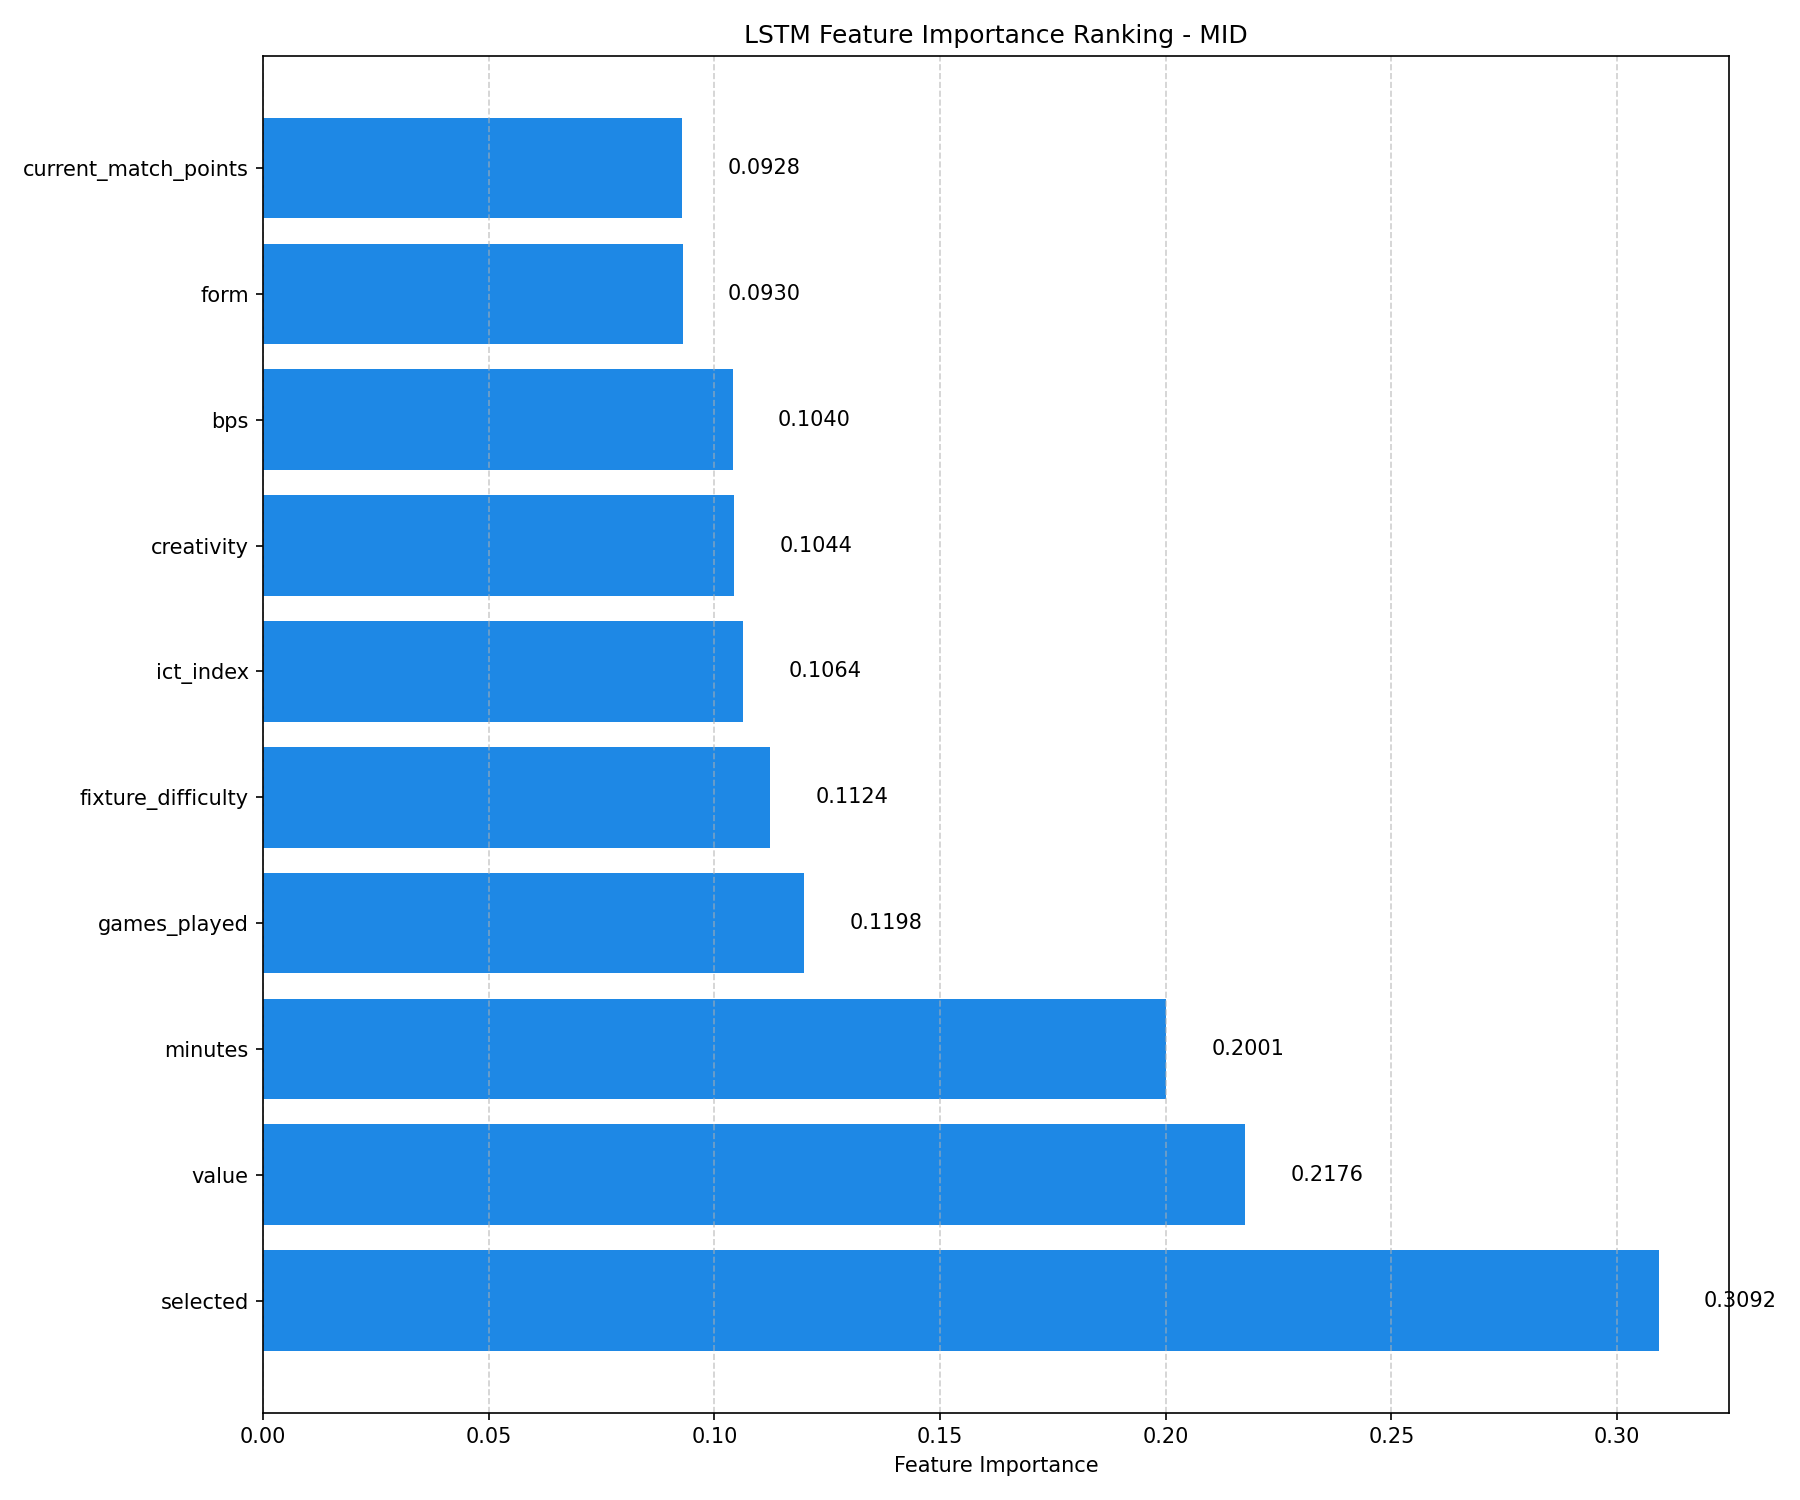 LSTM Feature Importance Ranking - MID
current_match_points 0.0928
form 0.0930
bps 0.1040
creativity 0.1044
ict_index 0.1064
fixture_difficulty 0.1124
games_played 0.1198
minutes 0.2001
value 0.2176
selected 0.3092
0.00 0.05 0.10 0.15 0.20 0.25 0.30
Feature Importance